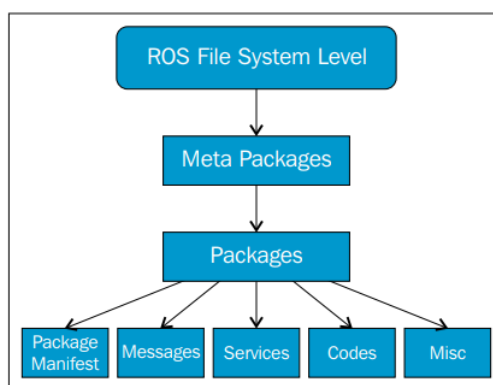 ROS File System Level
Meta Packages
Packages
Package
Manifest
Messages
Services
Codes
Misc